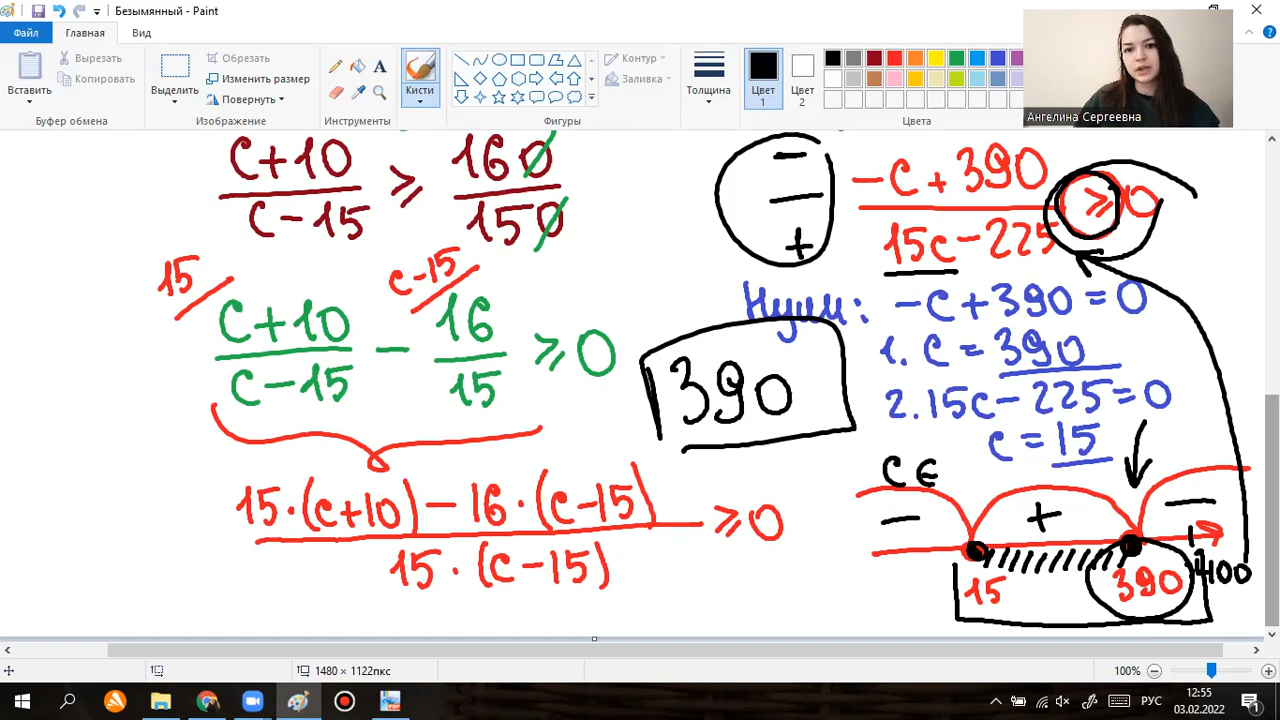 Безымянный - Paint
Файл Главная Вид
Вставить
Вырезать
Копировать
Буфер обмена
Выделить
Обрезать
Изменить размер
Повернуть
Изображение
Инструменты
Кисти
Фигуры
Контур
Заливка
Толщина
Цвет 1
Цвет 2
Цвета
Ангелина Сергеевна
c+10 / c-15 ⩾ 160 / 150
15 c-15
c+10 / c-15 - 16 / 15 ⩾ 0
15·(c+10) - 16·(c-15) / 15·(c-15) ⩾ 0
- / +
-c+390 / 15c-225 ⩾ 0
Нули: -c+390=0
1. c=390
2. 15c-225=0
c=15
390
c ∈
- + -
15 390 400
1480 × 1122пкс
100%
РУС
12:55
03.02.2022
1